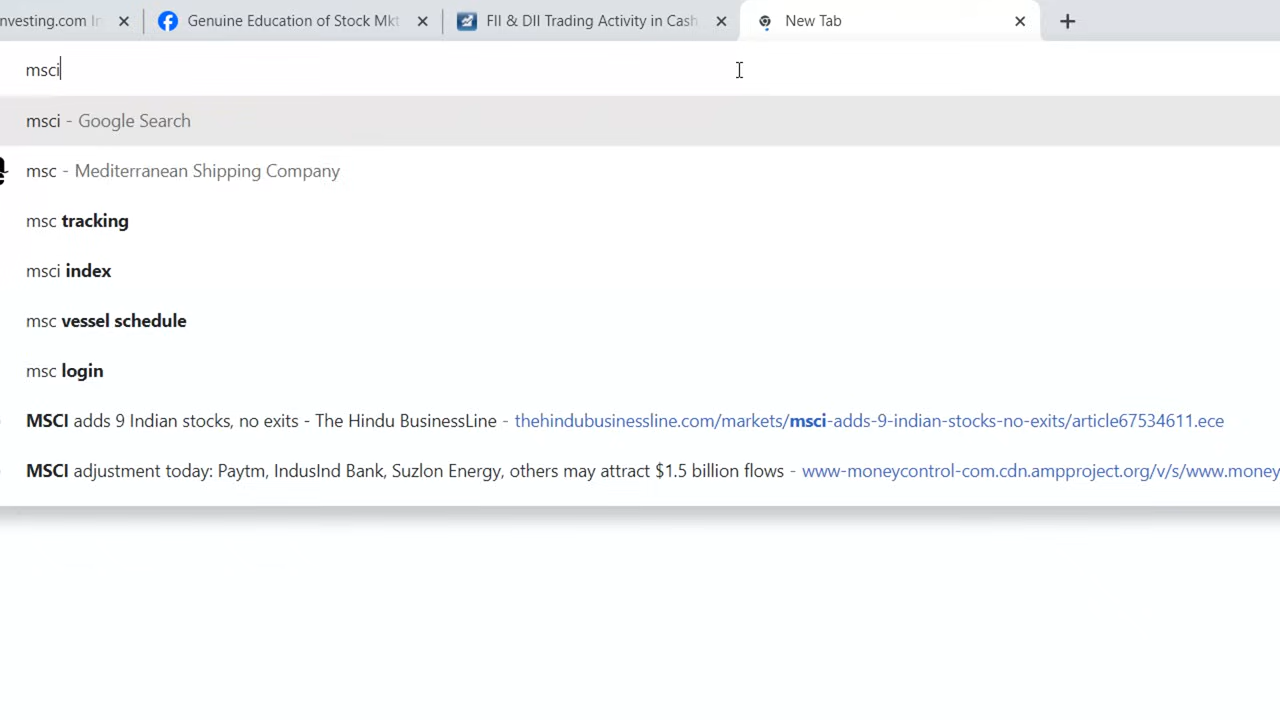 nvesting.com In
Genuine Education of Stock Mkt
FII & DII Trading Activity in Cash
New Tab
msci
msci - Google Search
msc - Mediterranean Shipping Company
msc tracking
msci index
msc vessel schedule
msc login
MSCI adds 9 Indian stocks, no exits - The Hindu BusinessLine - thehindubusinessline.com/markets/msci-adds-9-indian-stocks-no-exits/article67534611.ece
MSCI adjustment today: Paytm, IndusInd Bank, Suzlon Energy, others may attract $1.5 billion flows - www-moneycontrol-com.cdn.ampproject.org/v/s/www.money